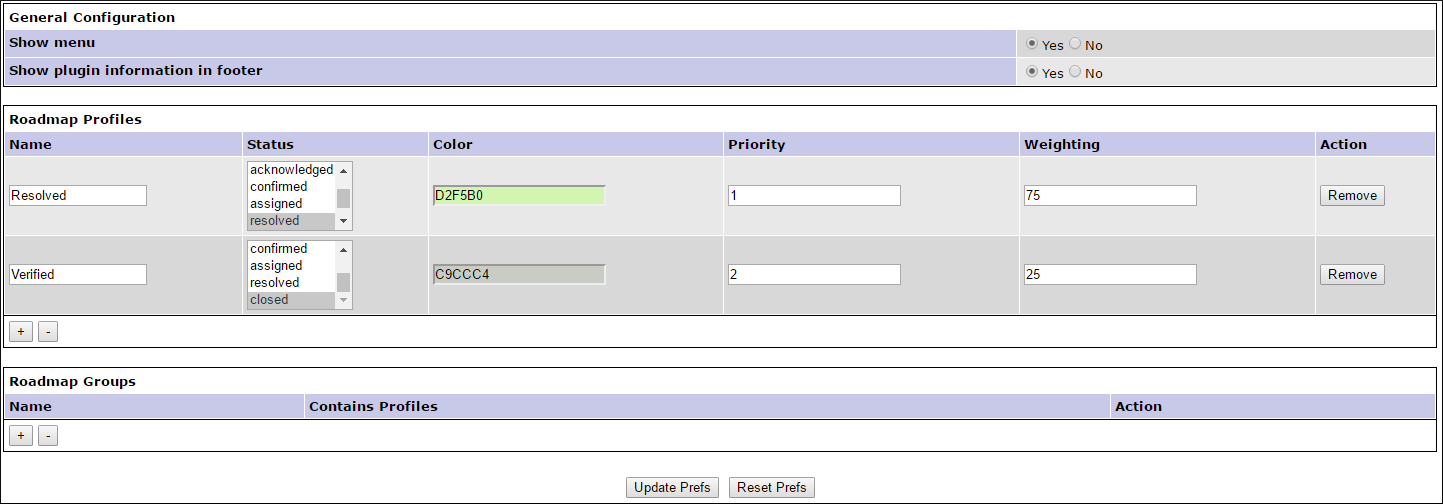 General Configuration
Show menu Yes No
Show plugin information in footer Yes No
Roadmap Profiles
Name Status Color Priority Weighting Action
Resolved acknowledged confirmed assigned resolved D2F5B0 1 75 Remove
Verified confirmed assigned resolved closed C9CCC4 2 25 Remove
+ -
Roadmap Groups
Name Contains Profiles Action
+ -
Update Prefs Reset Prefs